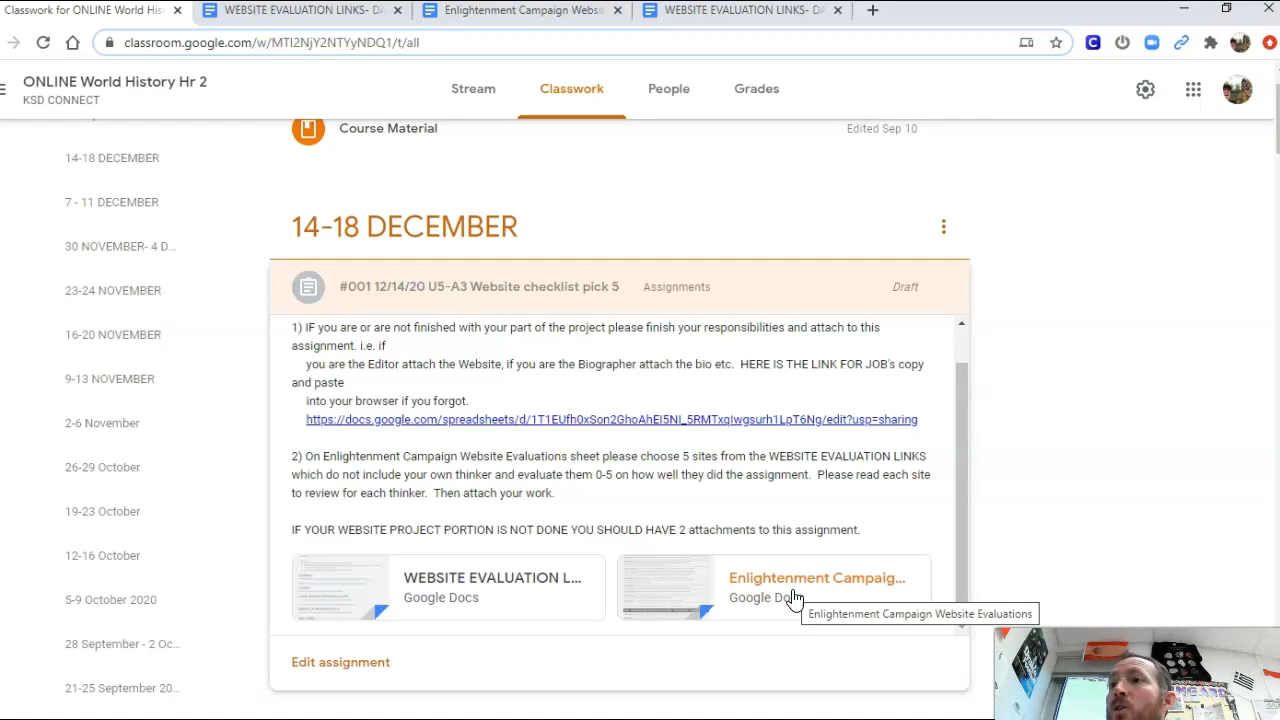 Classroom for ONLINE World His
WEBSITE EVALUATION LINKS- DA
Enlightenment Campaign Websit
WEBSITE EVALUATION LINKS- DA
classroom.google.com/w/MTI2NjY2NTYyNDQ1/t/all
ONLINE World History Hr 2
KSD CONNECT
Stream
Classwork
People
Grades
Course Material
Edited Sep 10
14-18 DECEMBER
7 - 11 DECEMBER
30 NOVEMBER- 4 D...
23-24 NOVEMBER
16-20 NOVEMBER
9-13 NOVEMBER
2-6 November
26-29 October
19-23 October
12-16 October
5-9 October 2020
28 September - 2 Oc...
21-25 September 20...
14-18 DECEMBER
#001 12/14/20 U5-A3 Website checklist pick 5
Assignments
Draft
1) IF you are or are not finished with your part of the project please finish your responsibilities and attach to this
assignment. i.e. if
you are the Editor attach the Website, if you are the Biographer attach the bio etc. HERE IS THE LINK FOR JOB's copy
and paste
into your browser if you forgot.
https://docs.google.com/spreadsheets/d/1T1EUfh0xSon2GhoAhEI5NI_5RMTxqIwgsurh1LpT6Ng/edit?usp=sharing
2) On Enlightenment Campaign Website Evaluations sheet please choose 5 sites from the WEBSITE EVALUATION LINKS
which do not include your own thinker and evaluate them 0-5 on how well they did the assignment. Please read each site
to review for each thinker. Then attach your work.
IF YOUR WEBSITE PROJECT PORTION IS NOT DONE YOU SHOULD HAVE 2 attachments to this assignment.
WEBSITE EVALUATION L...
Google Docs
Enlightenment Campaig...
Google Do
Enlightenment Campaign Website Evaluations
Edit assignment